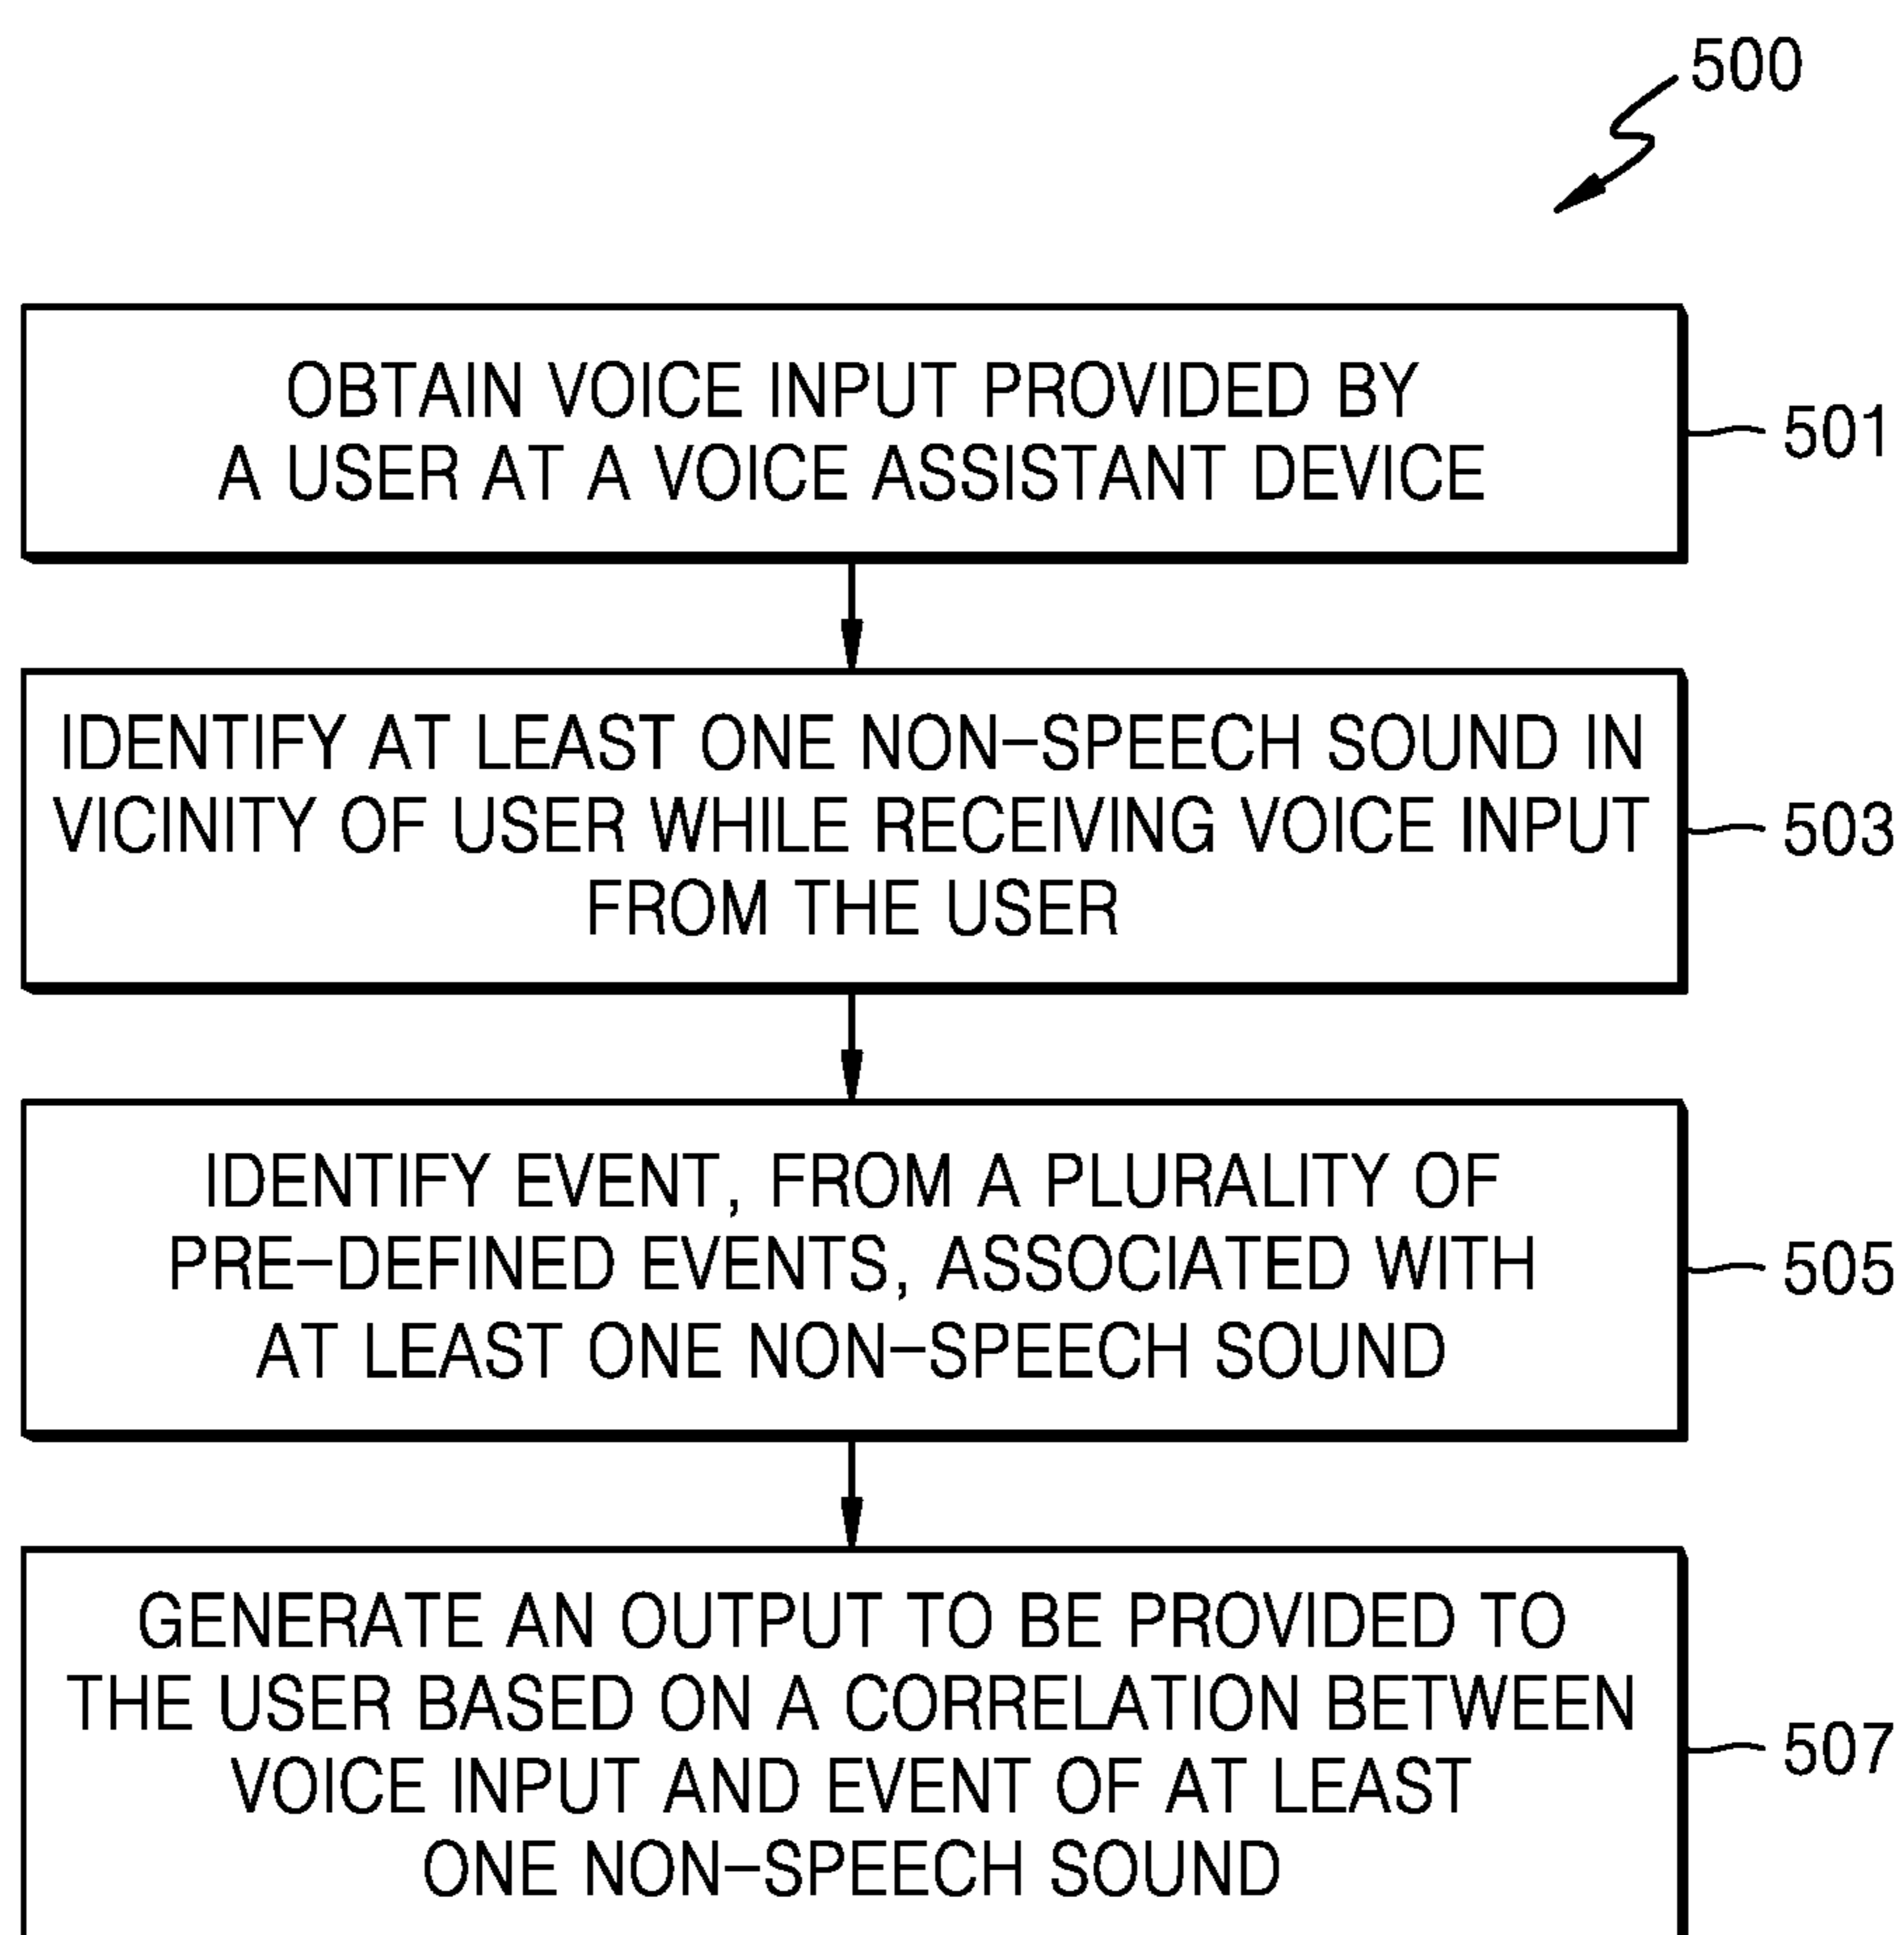 500
OBTAIN VOICE INPUT PROVIDED BY
A USER AT A VOICE ASSISTANT DEVICE
501
IDENTIFY AT LEAST ONE NON-SPEECH SOUND IN
VICINITY OF USER WHILE RECEIVING VOICE INPUT
FROM THE USER
503
IDENTIFY EVENT, FROM A PLURALITY OF
PRE-DEFINED EVENTS, ASSOCIATED WITH
AT LEAST ONE NON-SPEECH SOUND
505
GENERATE AN OUTPUT TO BE PROVIDED TO
THE USER BASED ON A CORRELATION BETWEEN
VOICE INPUT AND EVENT OF AT LEAST
ONE NON-SPEECH SOUND
507